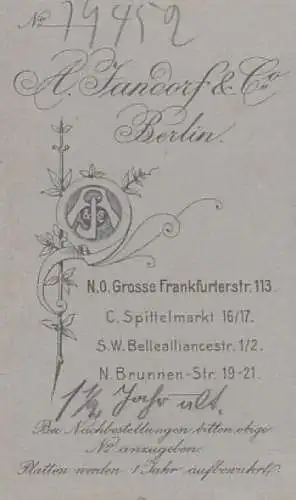 No 79452
A. Jandorf & Co
Berlin.
N.O. Grosse Frankfurterstr. 113.
C. Spittelmarkt 16/17.
S.W. Bellealliancestr. 1/2.
N. Brunnen-Str. 19-21.
1½ Jahr alt.
Bei Nachbestellungen bitten obige
No anzugeben.
Platten werden 1 Jahr aufbewahrt.